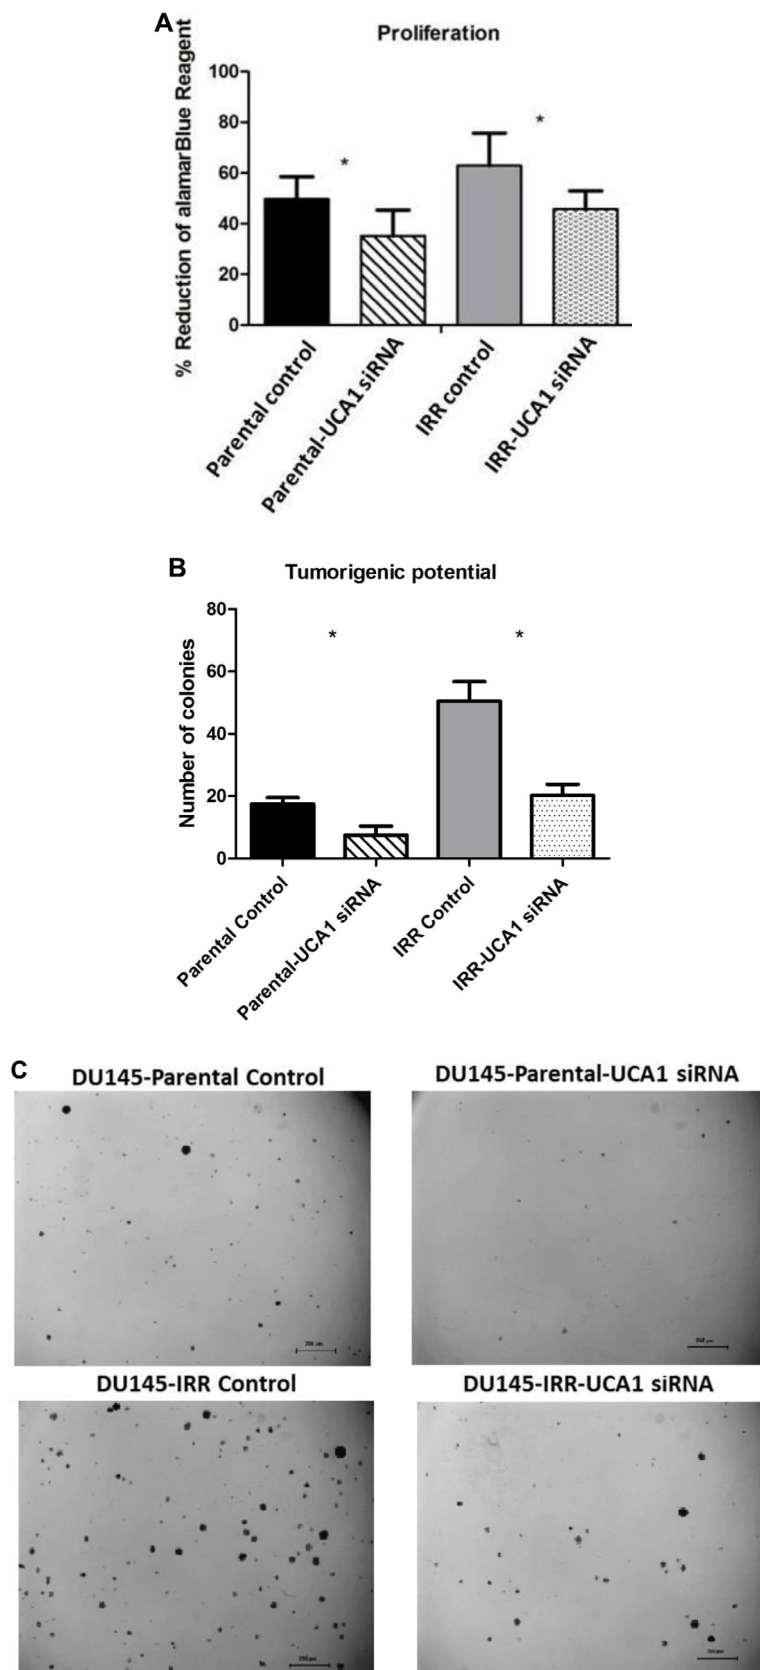 A
Proliferation
% Reduction of alamarBlue Reagent
100
80
60
40
20
0
*
*
Parental control
Parental-UCA1 siRNA
IRR control
IRR-UCA1 siRNA
B
Tumorigenic potential
Number of colonies
80
60
40
20
0
*
*
Parental Control
Parental-UCA1 siRNA
IRR Control
IRR-UCA1 siRNA
C
DU145-Parental Control
DU145-Parental-UCA1 siRNA
DU145-IRR Control
DU145-IRR-UCA1 siRNA